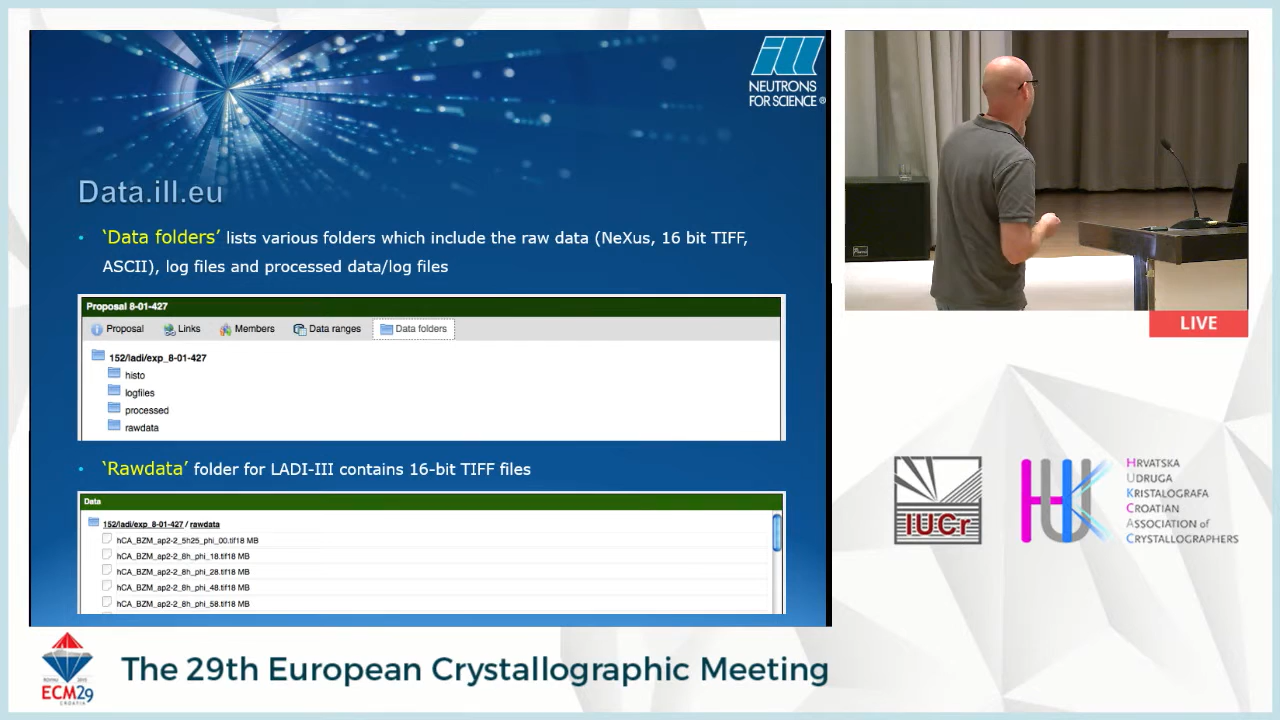 ill
NEUTRONS
FOR SCIENCE ®
Data.ill.eu
• ‘Data folders’ lists various folders which include the raw data (NeXus, 16 bit TIFF,
ASCII), log files and processed data/log files
Proposal 8-01-427
Proposal Links Members Data ranges Data folders
152/ladi/exp_8-01-427
histo
logfiles
processed
rawdata
• ‘Rawdata’ folder for LADI-III contains 16-bit TIFF files
Data
152/ladi/exp_8-01-427 / rawdata
hCA_BZM_ap2-2_5h25_phi_00.tif18 MB
hCA_BZM_ap2-2_8h_phi_18.tif18 MB
hCA_BZM_ap2-2_8h_phi_28.tif18 MB
hCA_BZM_ap2-2_8h_phi_48.tif18 MB
hCA_BZM_ap2-2_8h_phi_58.tif18 MB
LIVE
IUCr
HRVATSKA
UDRUGA
KRISTALOGRAFA
CROATIAN
ASSOCIATION of
CRYSTALLOGRAPHERS
ECM29
CROATIA
The 29th European Crystallographic Meeting